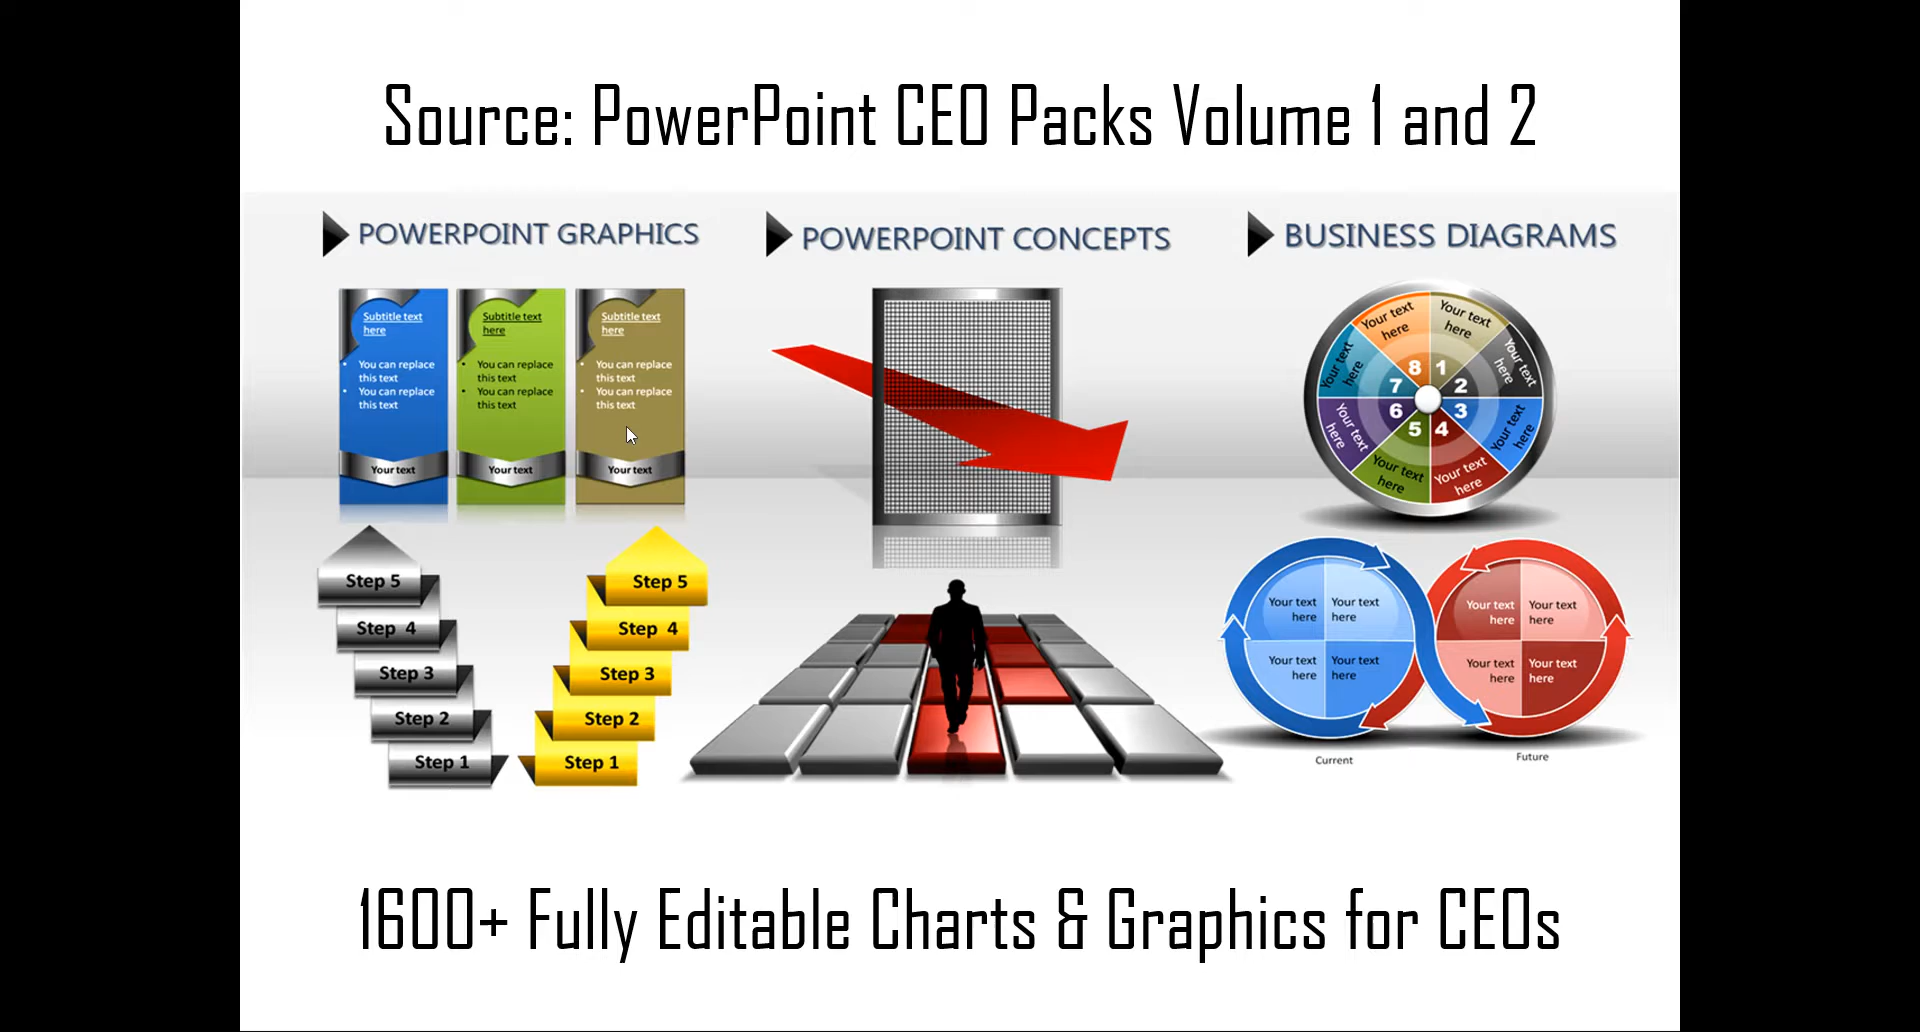 Source: PowerPoint CEO Packs Volume 1 and 2
POWERPOINT GRAPHICS
POWERPOINT CONCEPTS
BUSINESS DIAGRAMS
Subtitle text
here
• You can replace
this text
• You can replace
this text
Your text
Subtitle text
here
• You can replace
this text
• You can replace
this text
Your text
Subtitle text
here
• You can replace
this text
• You can replace
this text
Your text
Step 5
Step 4
Step 3
Step 2
Step 1
Step 5
Step 4
Step 3
Step 2
Step 1
Your text
here
1
Your text
here
2
Your text
here
3
Your text
here
4
Your text
here
5
Your text
here
6
Your text
here
7
Your text
here
8
Your text
here
Your text
here
Your text
here
Your text
here
Current
Your text
here
Your text
here
Your text
here
Your text
here
Future
1600+ Fully Editable Charts & Graphics for CEOs